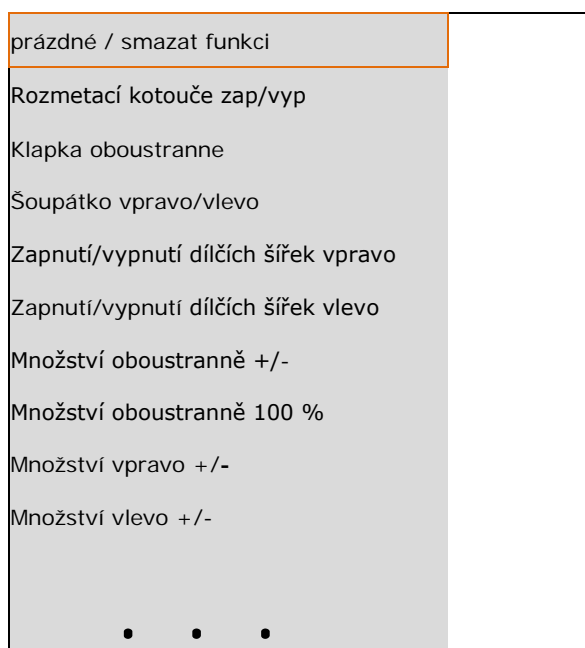 prázdné / smazat funkci
Rozmetací kotouče zap/vyp
Klapka oboustranne
Šoupátko vpravo/vlevo
Zapnutí/vypnutí dílčích šířek vpravo
Zapnutí/vypnutí dílčích šířek vlevo
Množství oboustranně +/-
Množství oboustranně 100 %
Množství vpravo +/-
Množství vlevo +/-
. . .